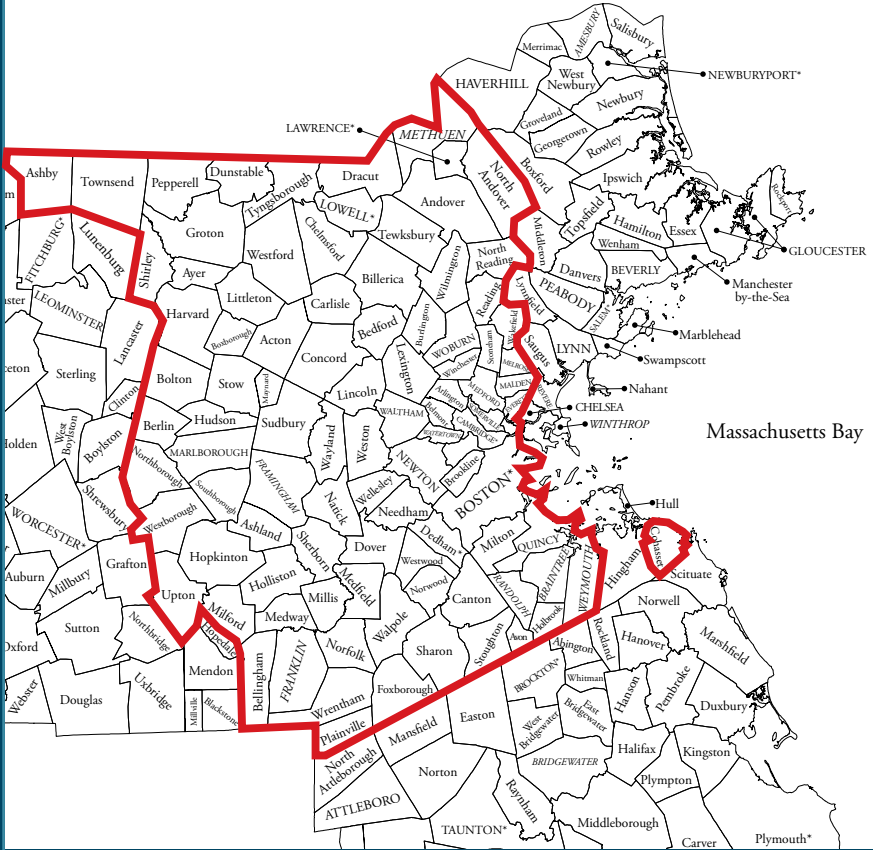 AMESBURY
Salisbury
Merrimac
West
Newbury
NEWBURYPORT*
HAVERHILL
Newbury
Groveland
LAWRENCE*
METHUEN
Georgetown
Rowley
Boxford
North
Andover
Ashby
Townsend
Pepperell
Dunstable
Tyngsborough
Dracut
Ipswich
Rockport
m
LOWELL*
Andover
Topsfield
Hamilton
Essex
Wenham
GLOUCESTER
FITCHBURG*
Lunenburg
Shirley
Groton
Westford
Chelmsford
Tewksbury
Wilmington
North
Reading
Middleton
Danvers
BEVERLY
Manchester
by-the-Sea
Ayer
Billerica
Reading
Lynnfield
PEABODY
SALEM
ster
LEOMINSTER
Harvard
Littleton
Carlisle
Burlington
Wakefield
Marblehead
Lancaster
Boxborough
Acton
Bedford
WOBURN
Stoneham
Saugus
LYNN
Swampscott
ceton
Sterling
Concord
Lexington
Winchester
MELROSE
Bolton
Stow
Maynard
Lincoln
Arlington
MEDFORD
MALDEN
REVERE
Nahant
Clinton
WALTHAM
Belmont
SOMERVILLE
EVERETT
CHELSEA
WINTHROP
Holden
West
Boylston
Boylston
Berlin
Hudson
Sudbury
Wayland
Weston
CAMBRIDGE*
WATERTOWN
Massachusetts Bay
Northborough
MARLBOROUGH
FRAMINGHAM
NEWTON
Brookline
BOSTON*
Shrewsbury
Southborough
Natick
Wellesley
Needham
Hull
WORCESTER*
Westborough
Ashland
Sherborn
Dover
Dedham*
Milton
QUINCY
Cohasset
Grafton
Hopkinton
Holliston
Medfield
Westwood
Norwood
BRAINTREE
WEYMOUTH
Hingham
Scituate
Auburn
Millbury
Upton
Milford
Millis
Canton
RANDOLPH
Norwell
Oxford
Sutton
Northbridge
Hopedale
Medway
Walpole
Stoughton
Avon
Holbrook
Rockland
Hanover
Marshfield
Mendon
Bellingham
FRANKLIN
Norfolk
Sharon
Abington
Webster
Douglas
Uxbridge
Millville
Blackstone
Wrentham
Foxborough
BROCKTON*
Whitman
Hanson
Pembroke
Duxbury
Plainville
Mansfield
Easton
West
Bridgewater
East
Bridgewater
North
Attleborough
Halifax
Kingston
BRIDGEWATER
Norton
Raynham
Plympton
ATTLEBORO
TAUNTON*
Middleborough
Carver
Plymouth*